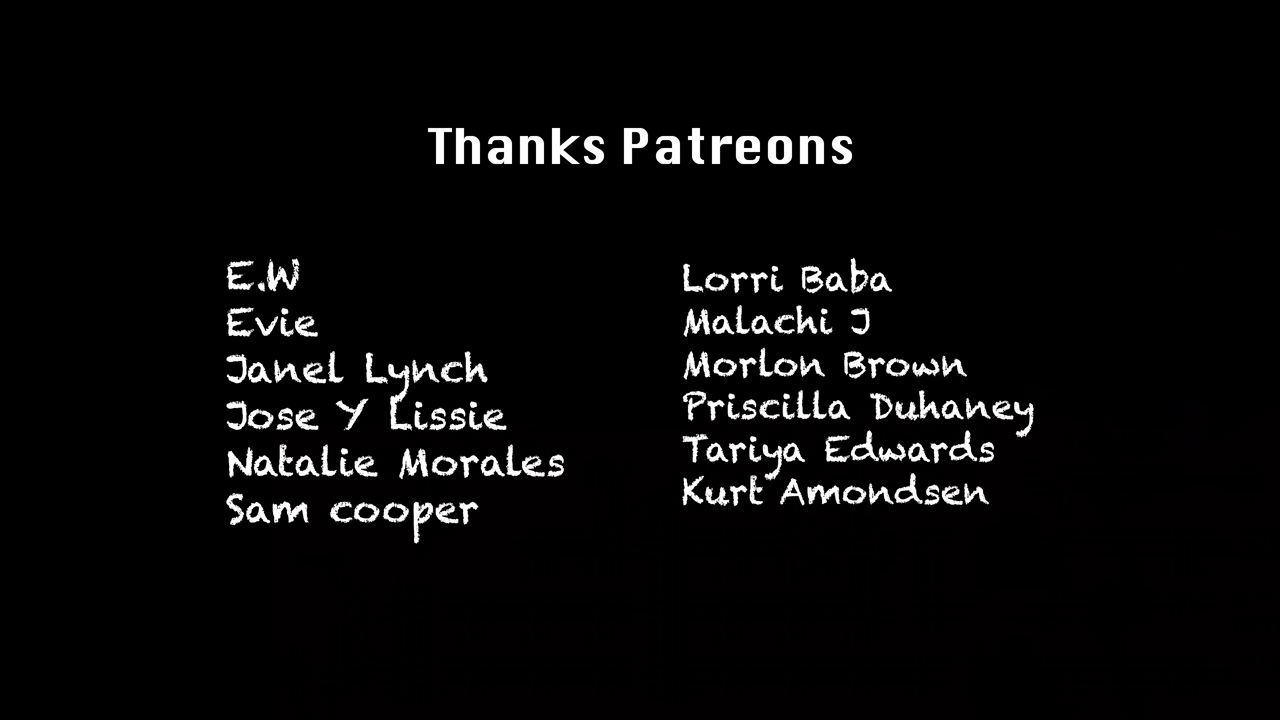 Thanks Patreons
E.W
Evie
Janel Lynch
Jose Y Lissie
Natalie Morales
Sam cooper
Lorri Baba
Malachi J
Morlon Brown
Priscilla Duhaney
Tariya Edwards
Kurt Amondsen